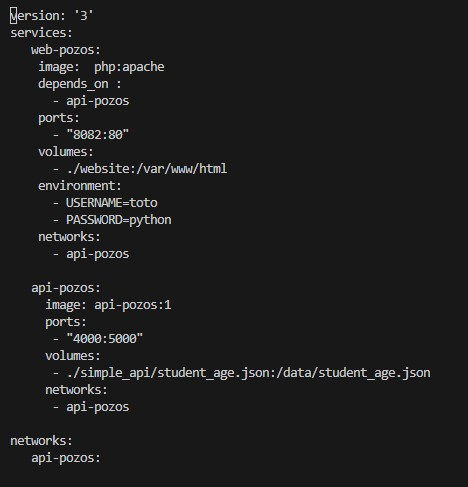 version: '3'
services:
   web-pozos:
    image:  php:apache
    depends_on :
      - api-pozos
    ports:
      - "8082:80"
    volumes:
      - ./website:/var/www/html
    environment:
      - USERNAME=toto
      - PASSWORD=python
    networks:
      - api-pozos

   api-pozos:
     image: api-pozos:1
     ports:
      - "4000:5000"
     volumes:
      - ./simple_api/student_age.json:/data/student_age.json
     networks:
      - api-pozos

networks:
   api-pozos: